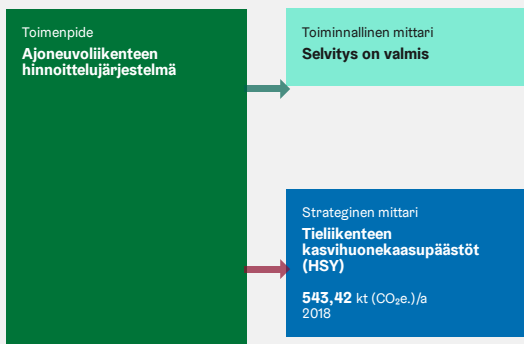 Toimenpide
Ajoneuvoliikenteen
hinnoittelujärjestelmä
Toiminnallinen mittari
Selvitys on valmis
Strateginen mittari
Tieliikenteen
kasvihuonekaasupäästöt
(HSY)
543,42 kt (CO₂e.)/a
2018